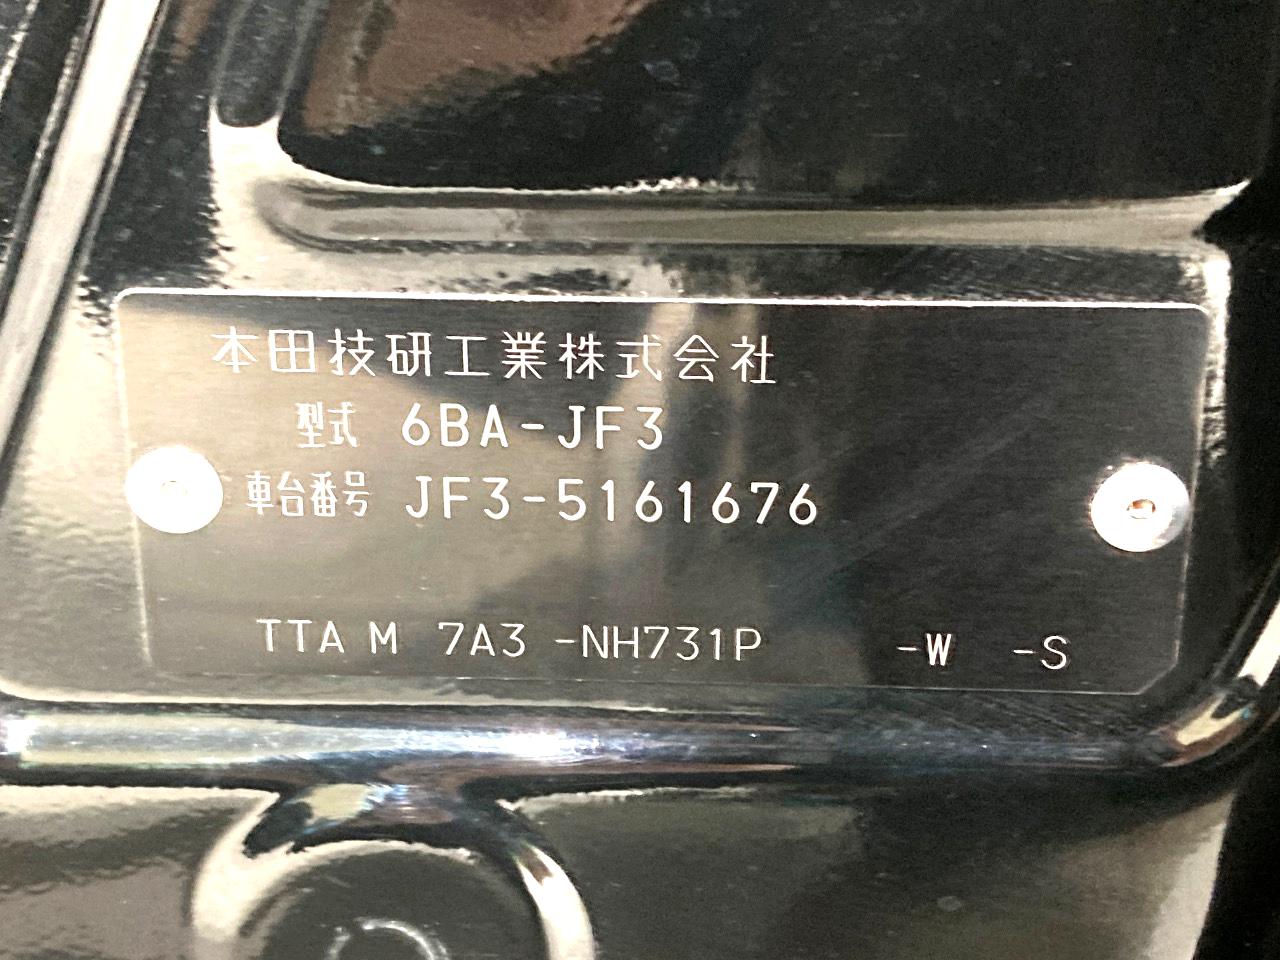 本田技研工業株式会社
型式 6BA-JF3
車台番号 JF3-5161676
TTA M 7A3 -NH731P -W -S